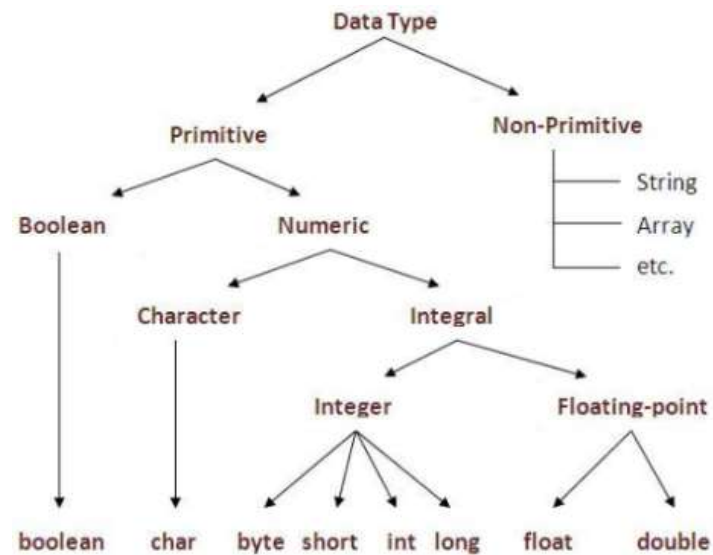 Data Type
Primitive
Non-Primitive
String
Array
etc.
Boolean
Numeric
Character
Integral
Integer
Floating-point
boolean char byte short int long float double